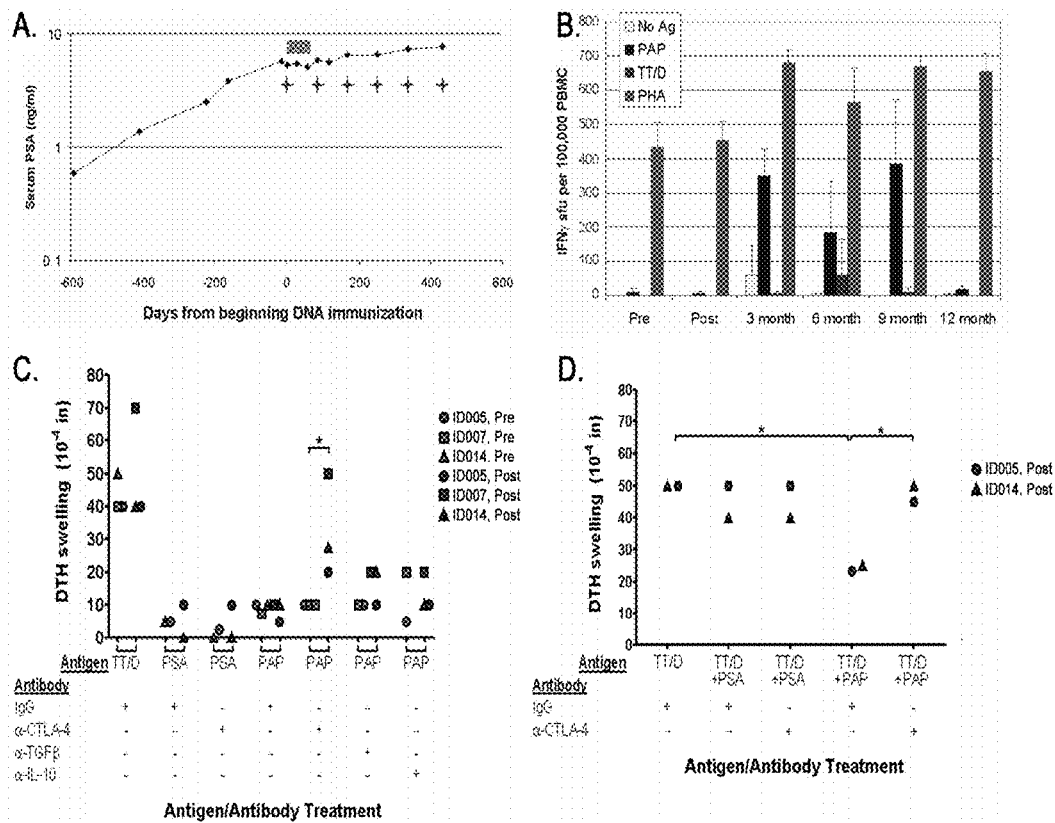 A.
Serum PSA (ng/ml)
10
1
0.1
-600 -400 -200 0 200 400 600
Days from beginning DNA immunization
B.
IFNγ sfu per 100,000 PBMC
800
700
600
500
400
300
200
100
0
No Ag
PAP
TT/D
PHA
Pre Post 3 month 6 month 9 month 12 month
C.
DTH swelling (10⁻⁴ in)
80
70
60
50
40
30
20
10
0
ID005, Pre
ID007, Pre
ID014, Pre
ID005, Post
ID007, Post
ID014, Post
*
Antigen TT/D PSA PSA PAP PAP PAP PAP
Antibody
IgG + + - + - - -
α-CTLA-4 - - + - + - -
α-TGFβ - - - - - + -
α-IL-10 - - - - - - +
Antigen/Antibody Treatment
D.
DTH swelling (10⁻⁴ in)
80
70
60
50
40
30
20
10
0
* *
ID005, Post
ID014, Post
Antigen TT/D TT/D TT/D TT/D TT/D
+PSA +PSA +PAP +PAP
Antibody
IgG + + - + -
α-CTLA-4 - - + - +
Antigen/Antibody Treatment